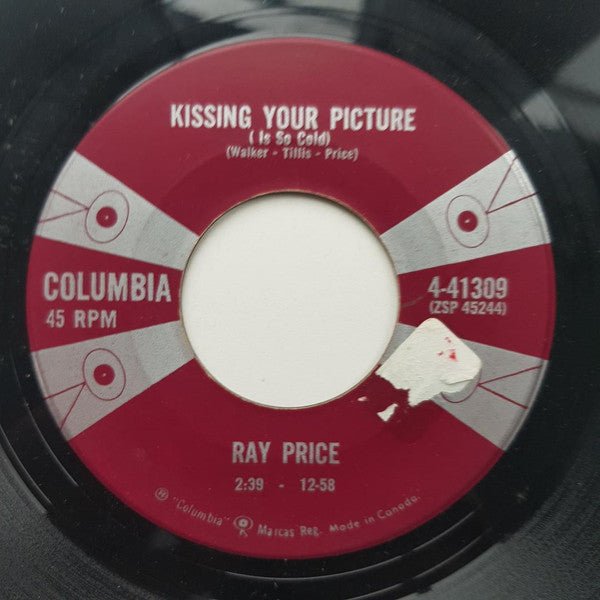 KISSING YOUR PICTURE
( Is So Cold)
(Walker - Tillis - Price)
COLUMBIA
45 RPM
4-41309
(ZSP 45244)
RAY PRICE
2:39 - 12-58
"Columbia" Marcas Reg. Made in Canada.